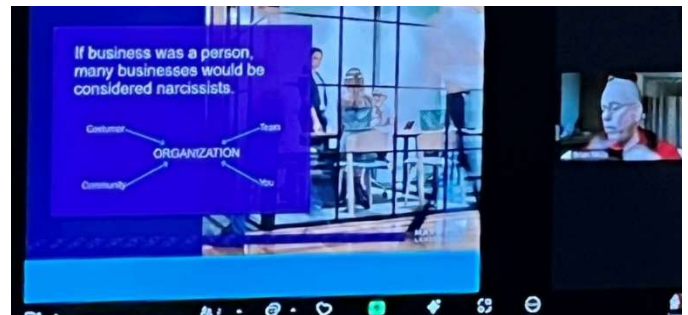 If business was a person,
many businesses would be
considered narcissists.
Customer
Team
ORGANIZATION
Community
You